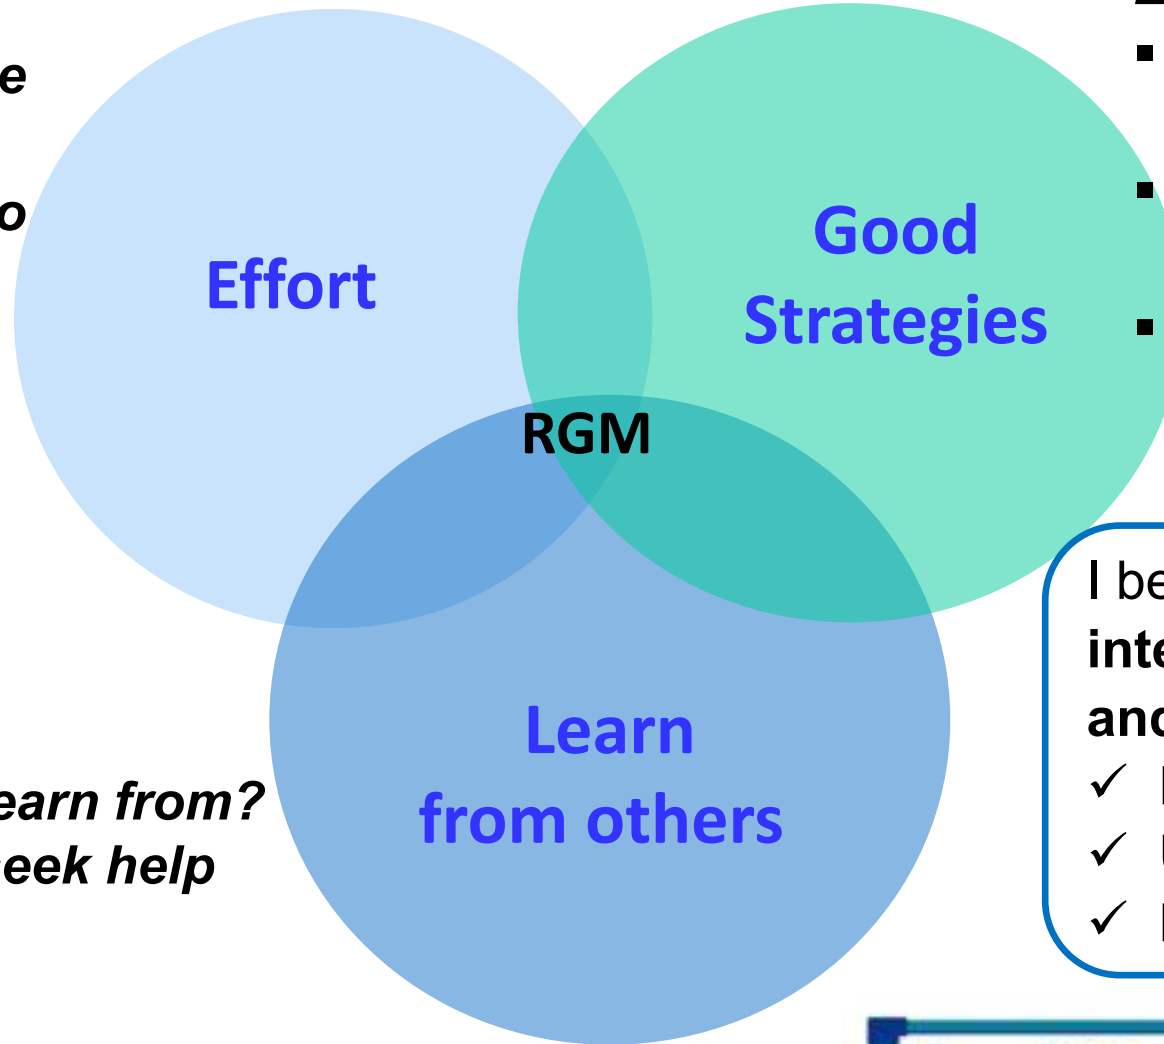 Effort
Good
Strategies
RGM
Learn
from others
earn from?
eek help
I be
inte
and